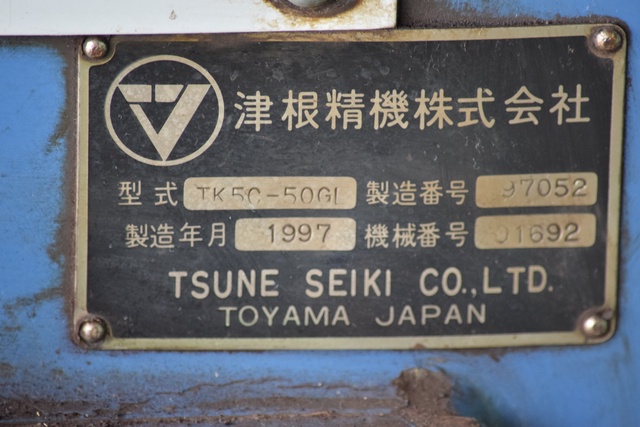 津根精機株式会社
型式 TK5C-50GL 製造番号 97052
製造年月 1997 機械番号 01692
TSUNE SEIKI CO.,LTD.
TOYAMA JAPAN